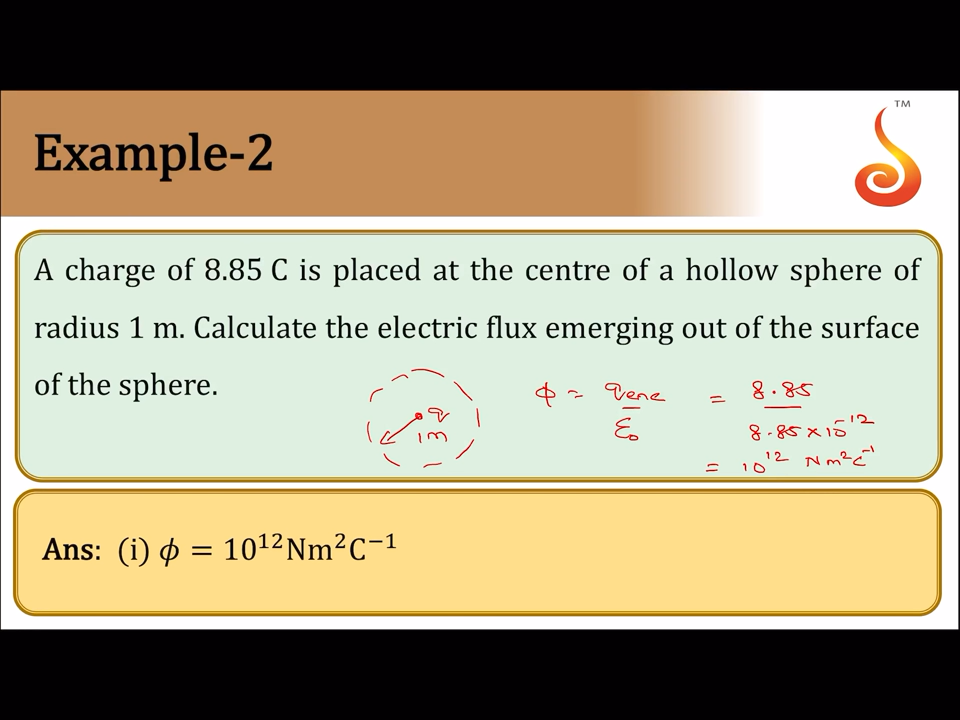 TM
Example-2
A charge of 8.85 C is placed at the centre of a hollow sphere of
radius 1 m. Calculate the electric flux emerging out of the surface
of the sphere.
q
1m
ϕ = q enc / ε₀ = 8.85 / 8.85 × 10⁻¹²
= 10¹² Nm²C⁻¹
Ans: (i) ϕ = 10¹²Nm²C⁻¹